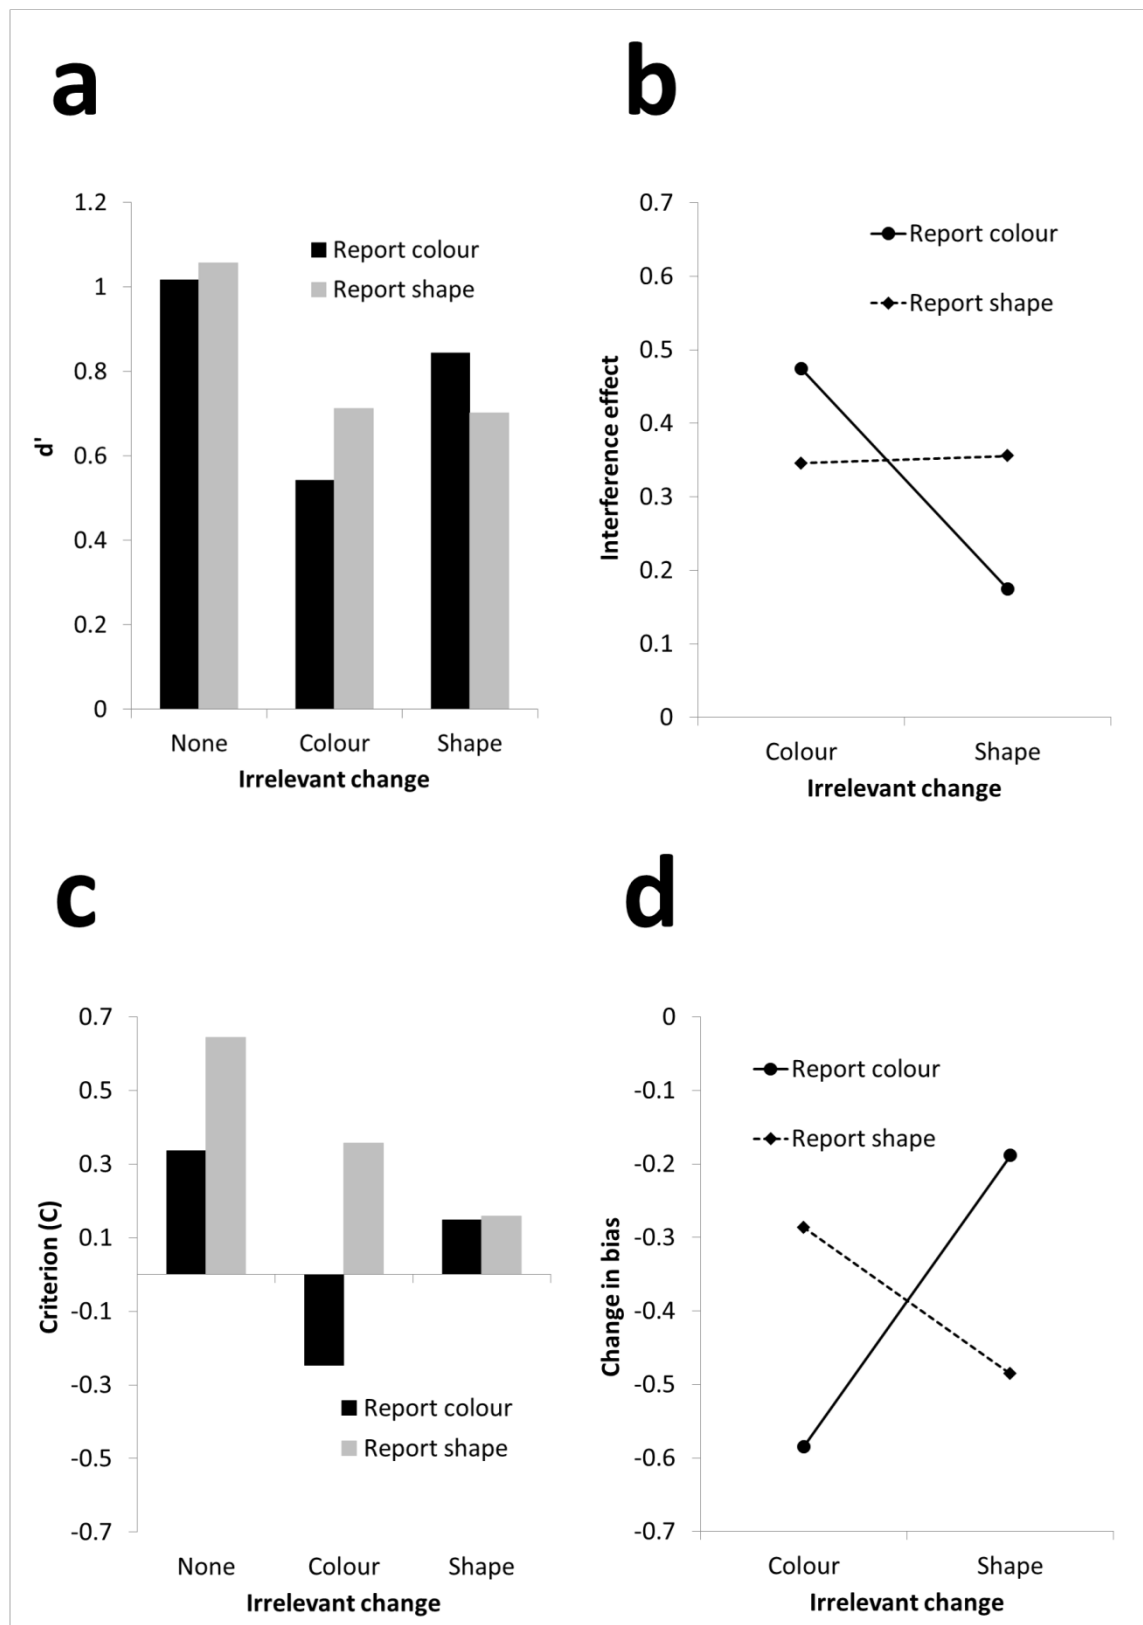 a
1.2
1
0.8
0.6
0.4
0.2
0
d'
Report colour
Report shape
None Colour Shape
Irrelevant change
b
0.7
0.6
0.5
0.4
0.3
0.2
0.1
0
Interference effect
Report colour
Report shape
Colour Shape
Irrelevant change
c
0.7
0.5
0.3
0.1
-0.1
-0.3
-0.5
-0.7
Criterion (C)
Report colour
Report shape
None Colour Shape
Irrelevant change
d
0
-0.1
-0.2
-0.3
-0.4
-0.5
-0.6
-0.7
Change in bias
Report colour
Report shape
Colour Shape
Irrelevant change